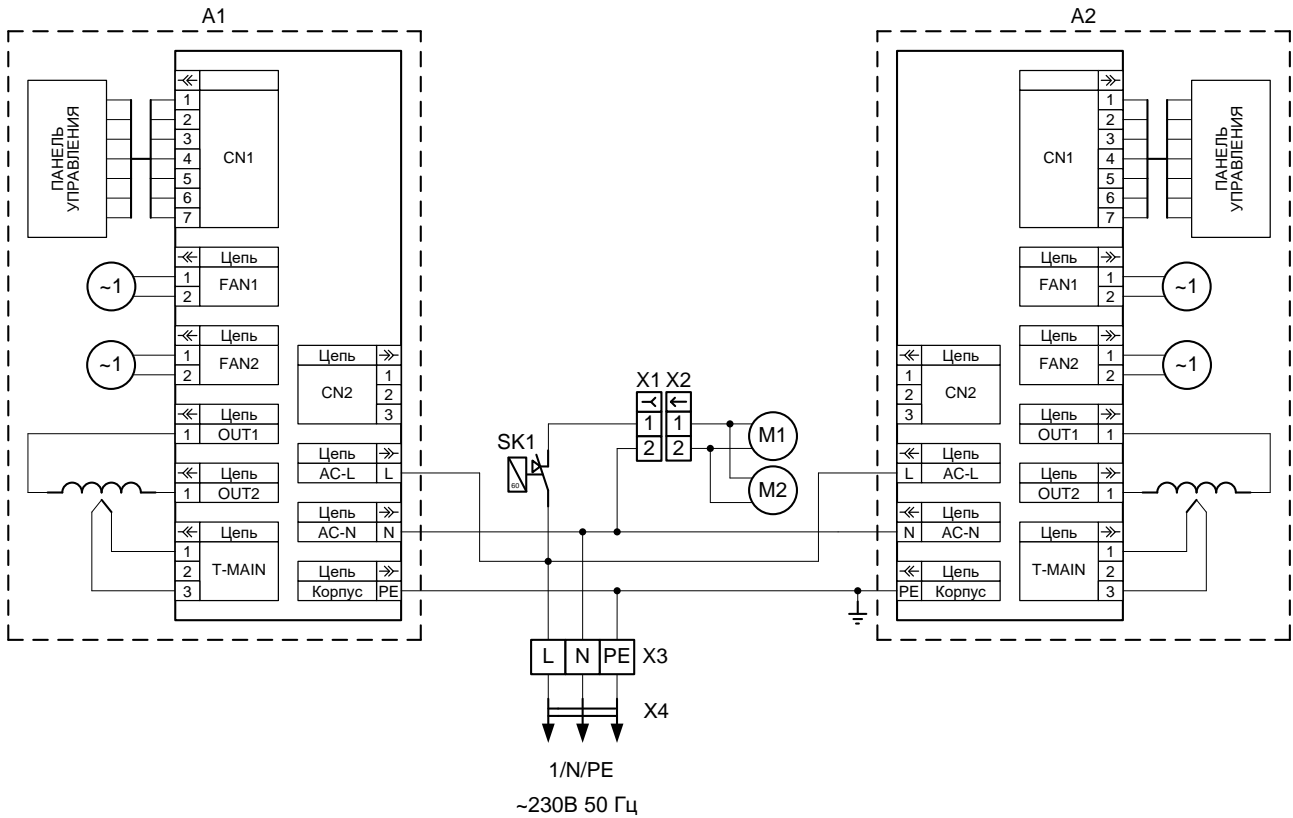 A1
A2
ПАНЕЛЬ УПРАВЛЕНИЯ
1
2
3
4
5
6
7
CN1
Цепь
1
2
FAN1
Цепь
1
2
FAN2
Цепь
1 OUT1
Цепь
1 OUT2
Цепь
1
2
3
T-MAIN
Цепь
CN2
1
2
3
Цепь
AC-L L
Цепь
AC-N N
Цепь
Корпус PE
SK1
60
X1 X2
1 1
2 2
M1
M2
~1
~1
L N PE X3
X4
1/N/PE
~230В 50 Гц
Цепь
1
2
3
CN2
Цепь
L AC-L
Цепь
N AC-N
Цепь
PE Корпус
CN1
1
2
3
4
5
6
7
ПАНЕЛЬ УПРАВЛЕНИЯ
Цепь
FAN1
1
2
~1
Цепь
FAN2
1
2
~1
Цепь
OUT1 1
Цепь
OUT2 1
Цепь
T-MAIN
1
2
3